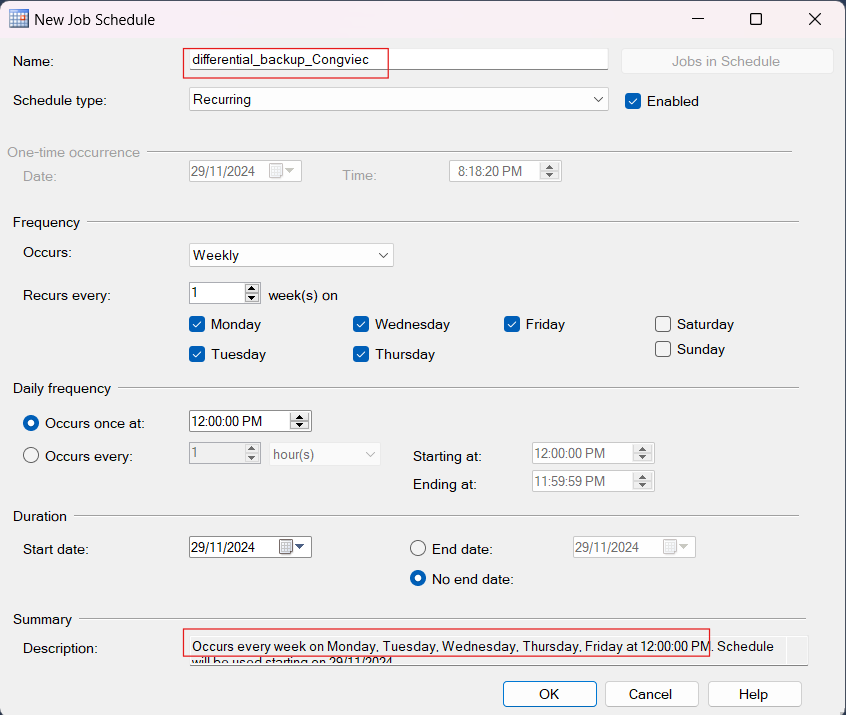 New Job Schedule
Name: differential_backup_Congviec Jobs in Schedule
Schedule type: Recurring Enabled
One-time occurrence
Date: 29/11/2024 Time: 8:18:20 PM
Frequency
Occurs: Weekly
Recurs every: 1 week(s) on
Monday Wednesday Friday Saturday
Tuesday Thursday Sunday
Daily frequency
Occurs once at: 12:00:00 PM
Occurs every: 1 hour(s) Starting at: 12:00:00 PM
Ending at: 11:59:59 PM
Duration
Start date: 29/11/2024 End date: 29/11/2024
No end date:
Summary
Description: Occurs every week on Monday, Tuesday, Wednesday, Thursday, Friday at 12:00:00 PM. Schedule
will be used starting on 29/11/2024
OK Cancel Help